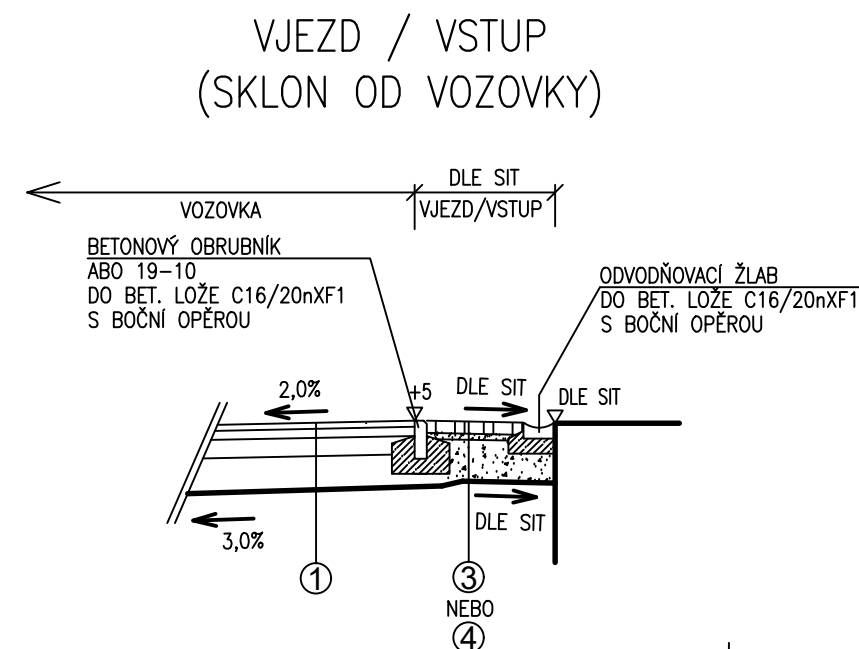 VJEZD / VSTUP
(SKLON OD VOZOVKY)
DLE SIT
VOZOVKA
VJEZD/VSTUP
BETONOVÝ OBRUBNÍK
ABO 19-10
DO BET. LOŽE C16/20nXF1
S BOČNÍ OPĚROU
ODVODŇOVACÍ ŽLAB
DO BET. LOŽE C16/20nXF1
S BOČNÍ OPĚROU
2,0%
+5
DLE SIT
DLE SIT
3,0%
DLE SIT
1
3
NEBO
4